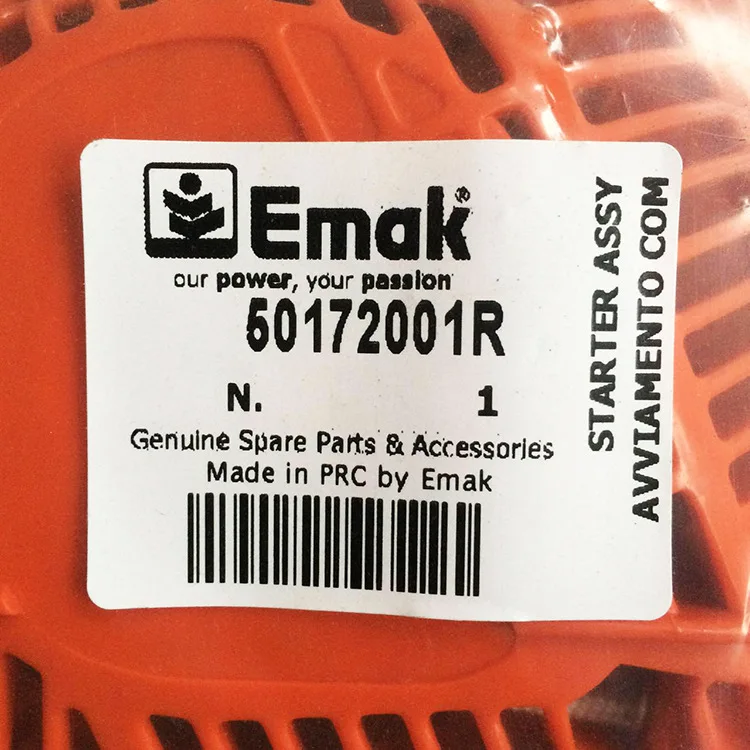 Emak®
our power, your passion
50172001R
N. 1
Genuine Spare Parts & Accessories
Made in PRC by Emak
STARTER ASSY
AVVIAMENTO COM